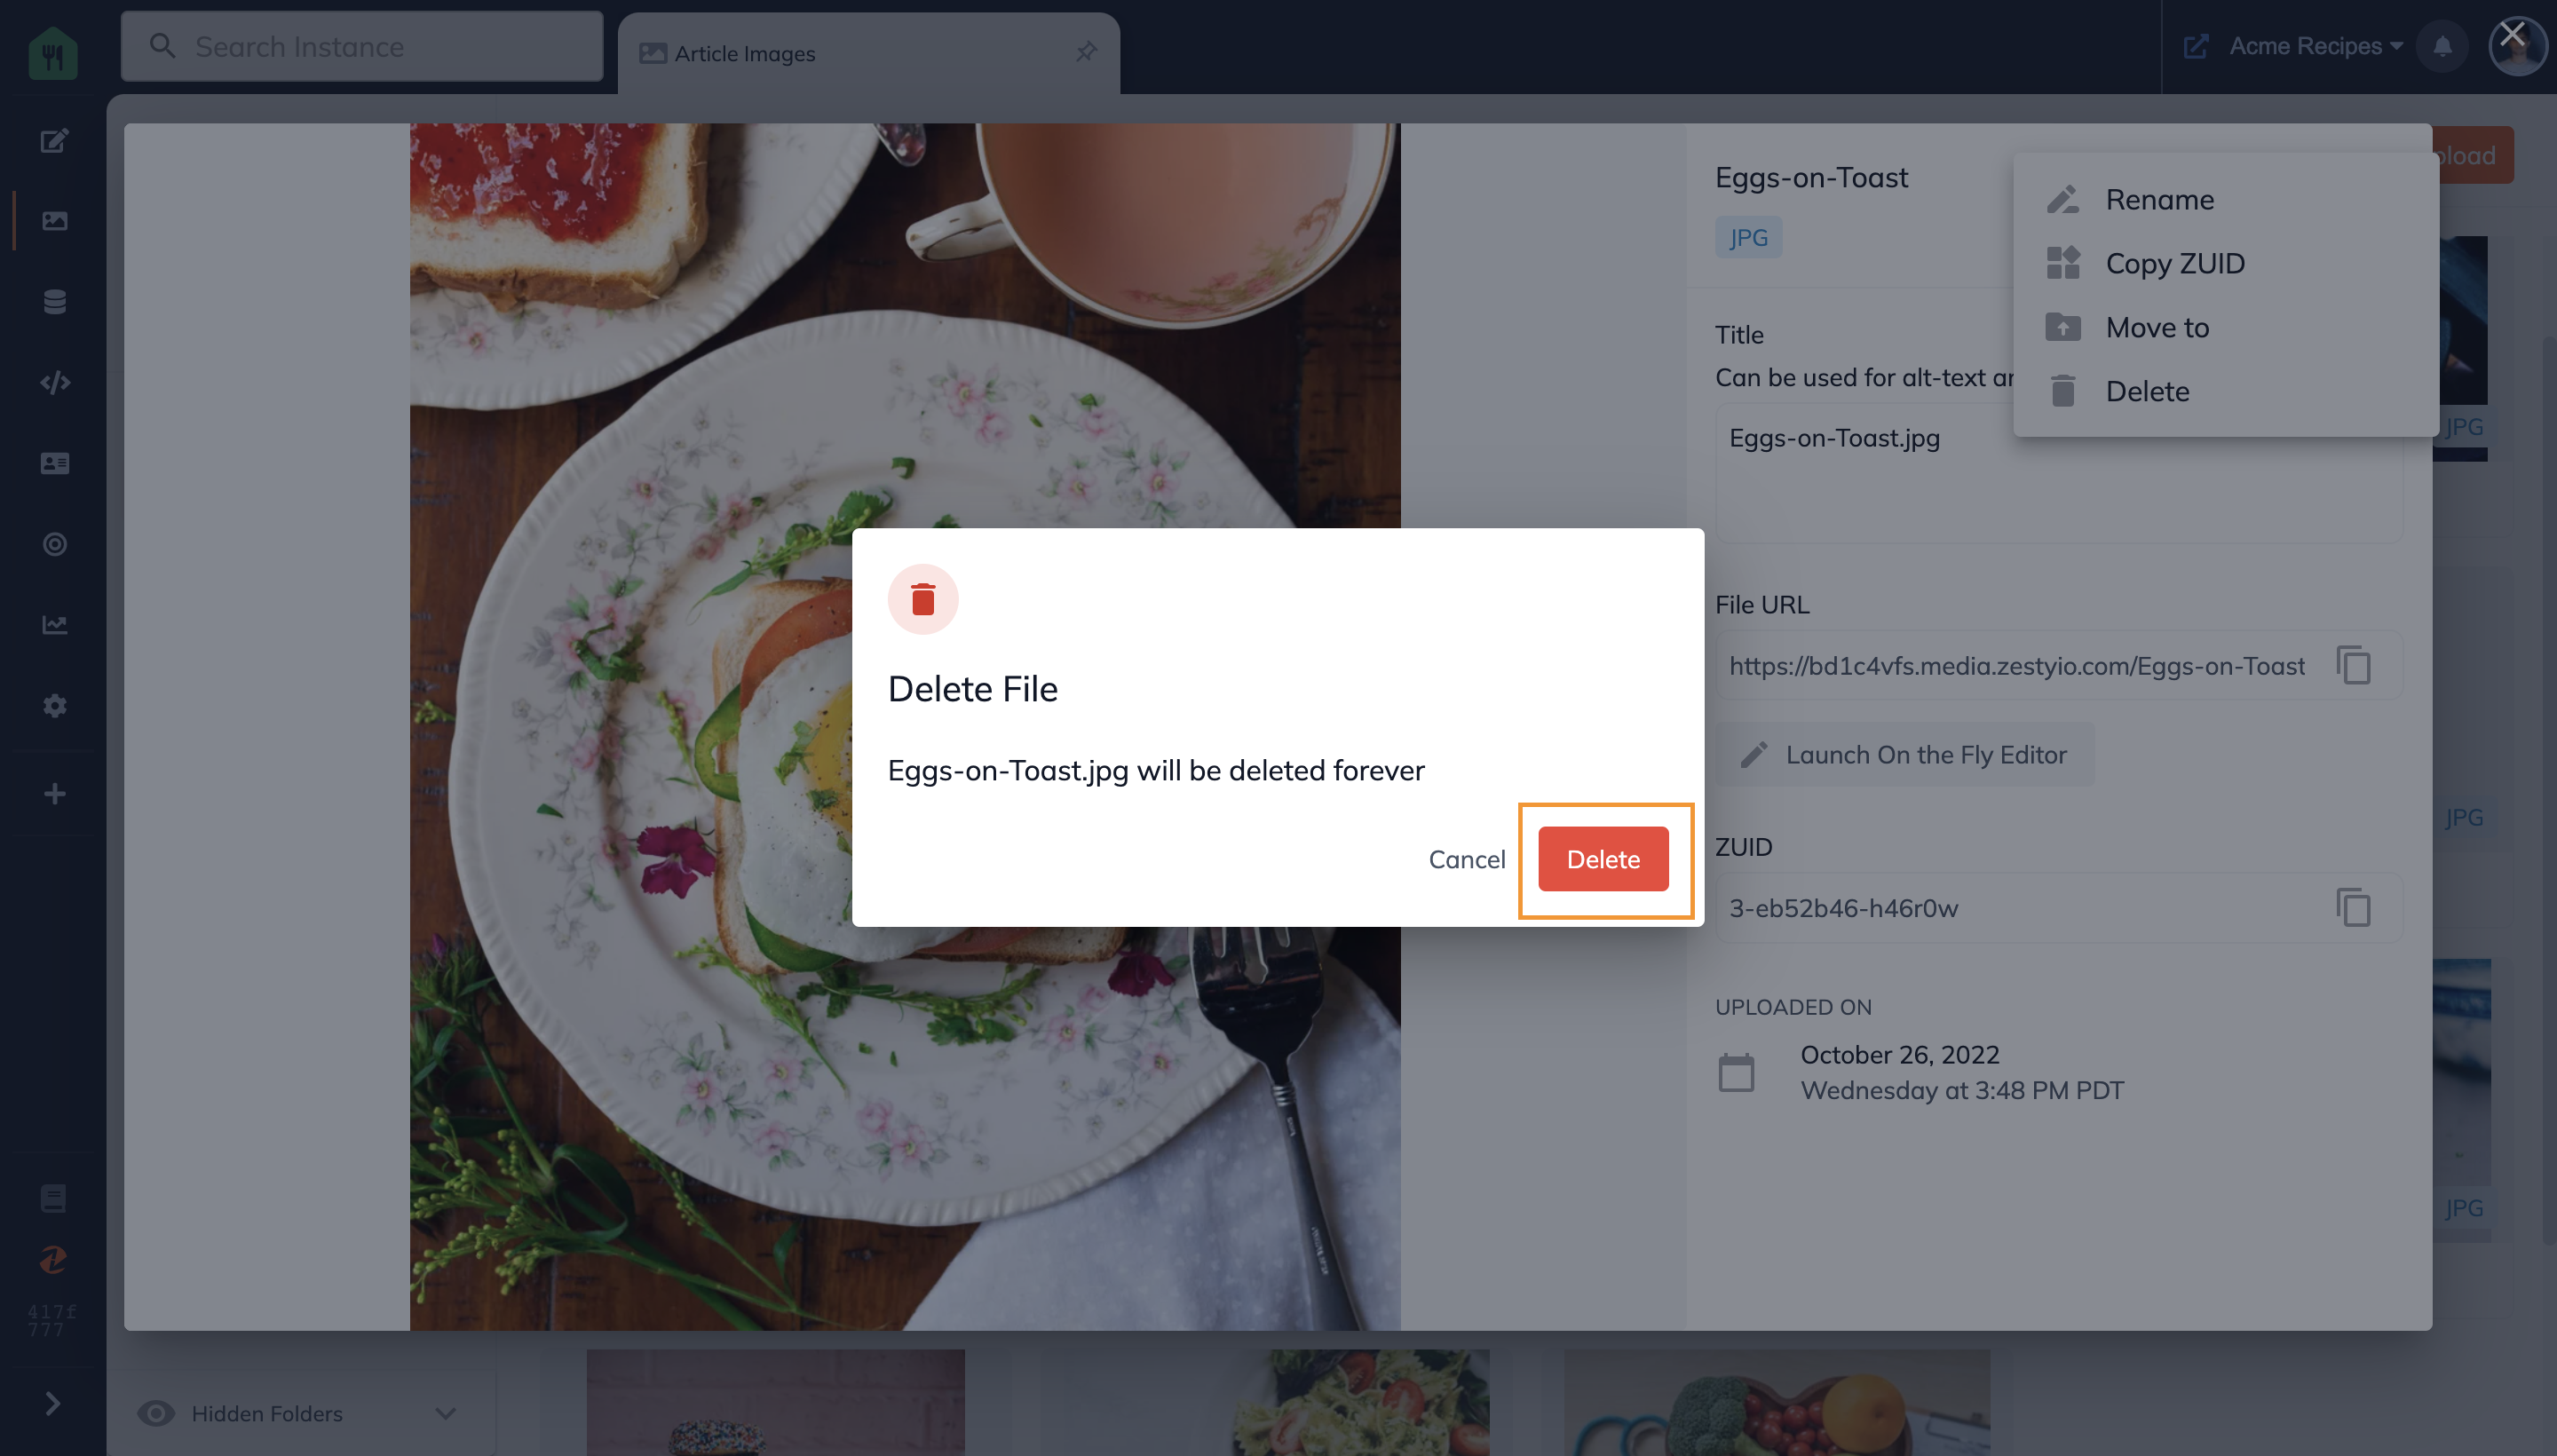 Search Instance
Article Images
Acme Recipes
Eggs-on-Toast
JPG
Rename
Copy ZUID
Move to
Delete
Title
Can be used for alt-text
Eggs-on-Toast.jpg
JPG
File URL
https://bd1c4vfs.media.zestyio.com/Eggs-on-Toast
Launch On the Fly Editor
JPG
ZUID
3-eb52b46-h46r0w
Delete File
Eggs-on-Toast.jpg will be deleted forever
Cancel
Delete
UPLOADED ON
October 26, 2022
Wednesday at 3:48 PM PDT
JPG
417f
777
Hidden Folders